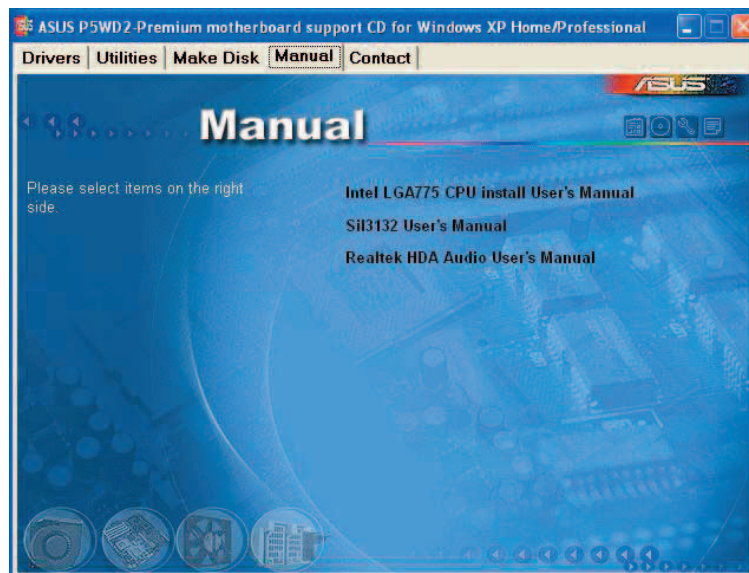 ASUS P5WD2-Premium motherboard support CD for Windows XP Home/Professional
Drivers Utilities Make Disk Manual Contact
ASUS
Manual
Please select items on the right
side.
Intel LGA775 CPU install User's Manual
Sil3132 User's Manual
Realtek HDA Audio User's Manual